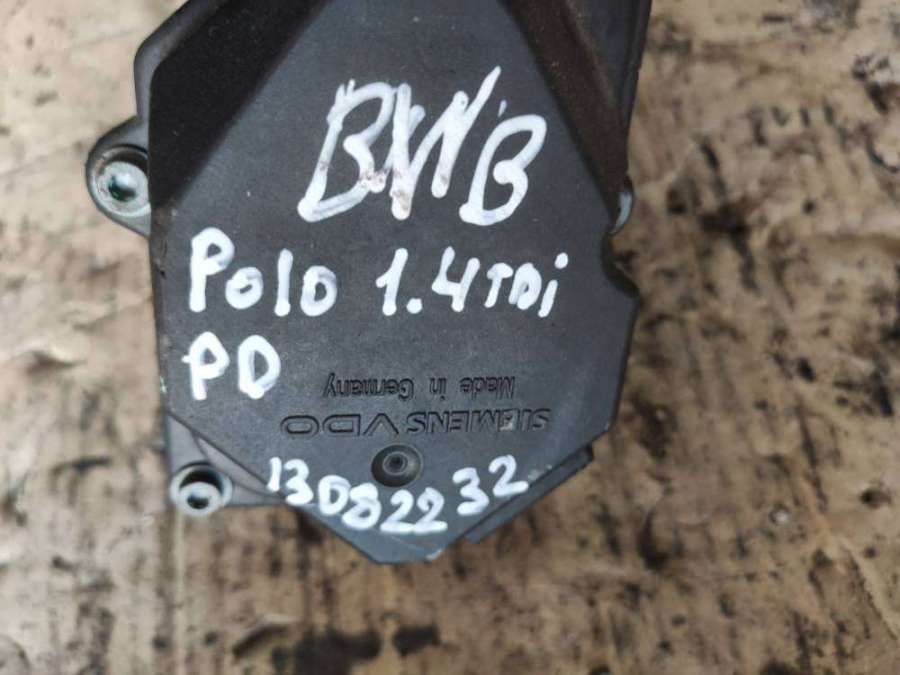 BWB
Polo 1.4TDi
PD
Made in Germany
SIEMENS VDO
13082232